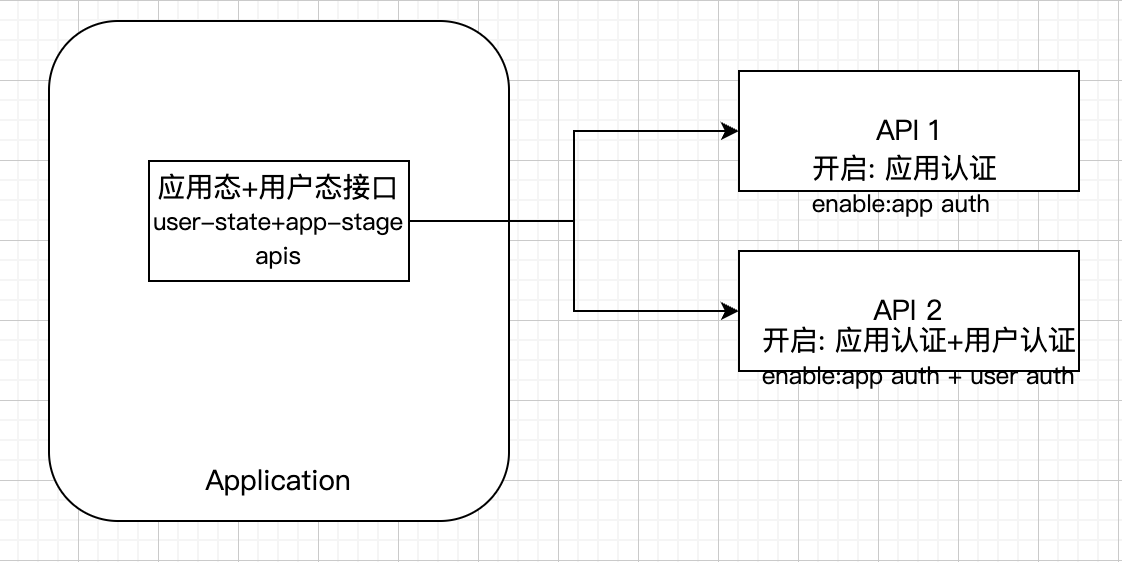 应用态+用户态接口
user-state+app-stage
apis
Application
API 1
开启: 应用认证
enable:app auth
API 2
开启: 应用认证+用户认证
enable:app auth + user auth